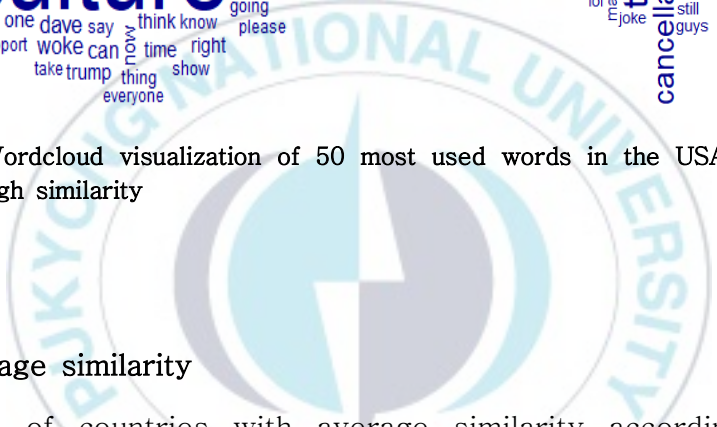 going
one dave say think know please
port woke can now time right
take trump thing show
everyone
joke still
guys
PUKYONG NATIONAL UNIVERSITY
Wordcloud visualization of 50 most used words in the USA
gh similarity
age similarity
of countries with average similarity accordin